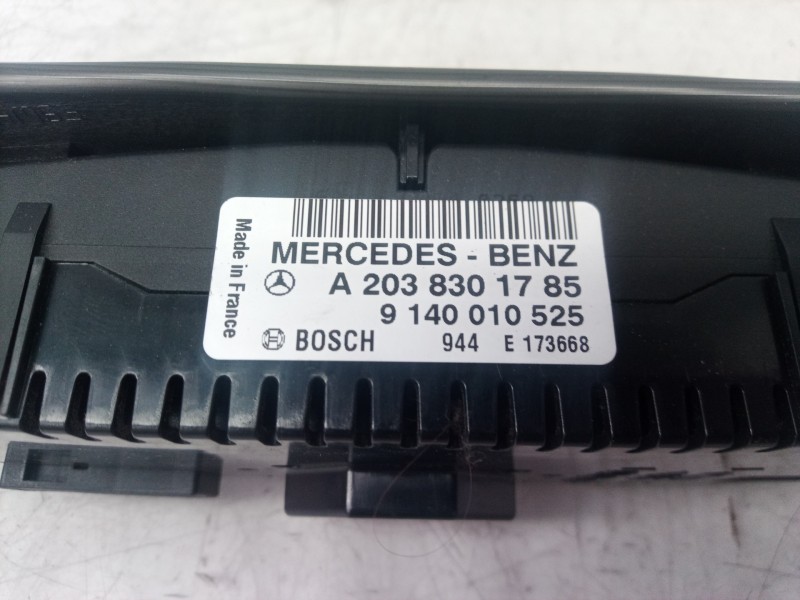 MERCEDES - BENZ
A 203 830 17 85
9 140 010 525
BOSCH 944 E 173668
Made in France